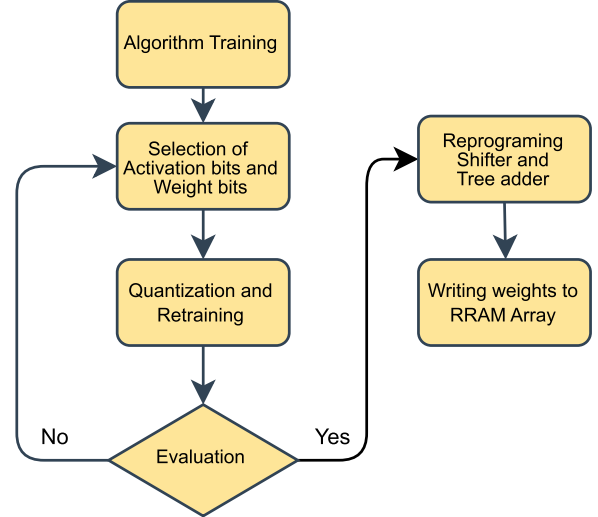 Algorithm Training
Selection of
Activation bits and
Weight bits
Quantization and
Retraining
Evaluation
No
Yes
Reprograming
Shifter and
Tree adder
Writing weights to
RRAM Array